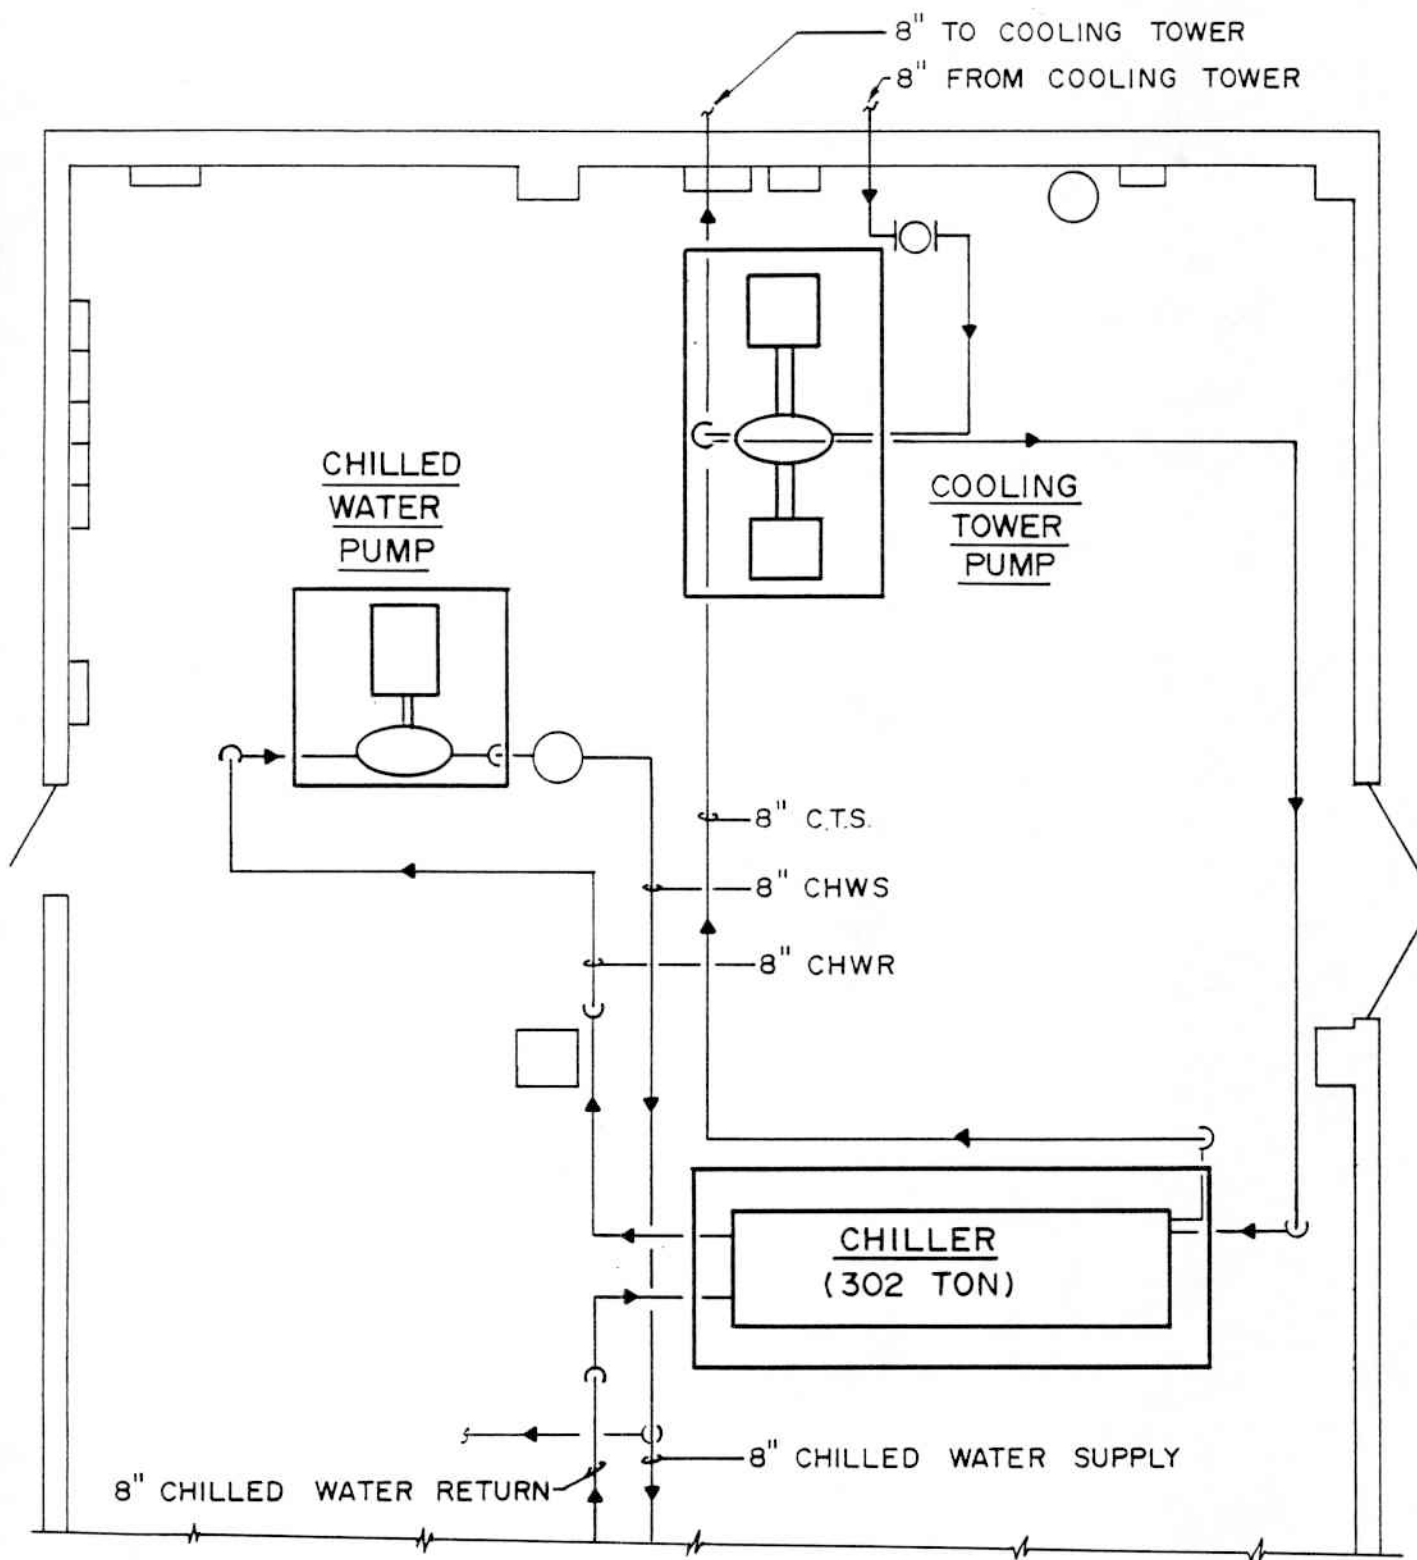 8" TO COOLING TOWER
8" FROM COOLING TOWER
CHILLED
WATER
PUMP
COOLING
TOWER
PUMP
8" C.T.S.
8" CHWS
8" CHWR
CHILLER
(302 TON)
8" CHILLED WATER SUPPLY
8" CHILLED WATER RETURN